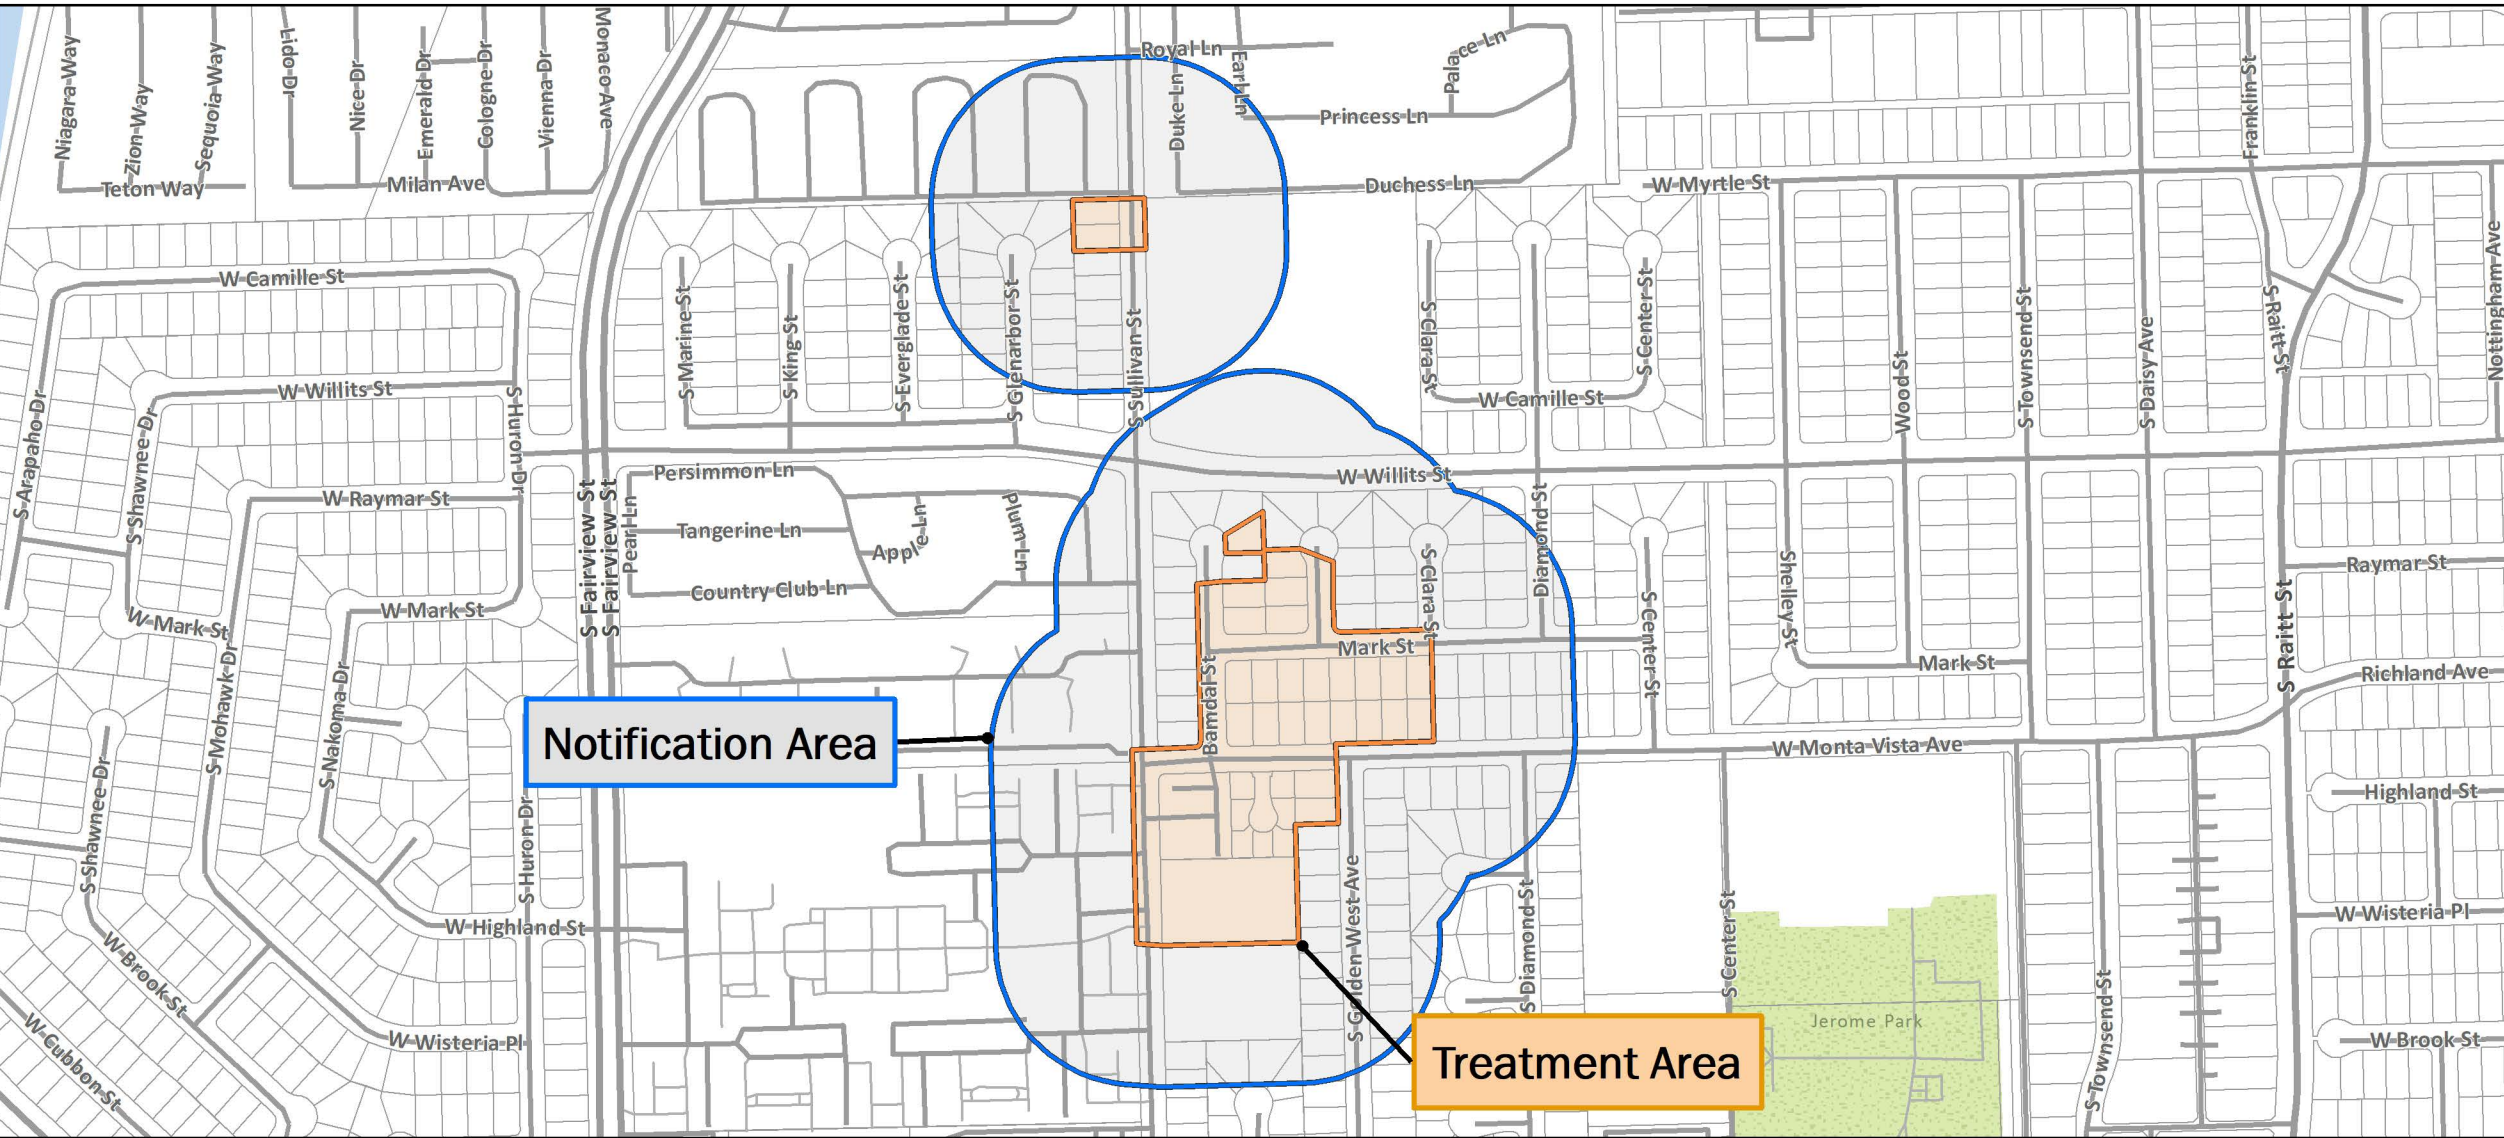 Niagara Way
Zion Way
Sequoia Way
Lido Dr
Nice Dr
Emerald Dr
Cologne Dr
Vienna Dr
Monaco Ave
Teton Way
Milan Ave
Royal Ln
Duke Ln
Earl Ln
Palace Ln
Princess Ln
Duchess Ln
W Myrtle St
Franklin St
Nottingham Ave
W Camille St
W Willits St
S Arapaho Dr
S Shawnee Dr
S Huron Dr
W Raymar St
W Mark St
W Mark St
S Mohawk Dr
S Nakoma Dr
S Shawnee Dr
S Huron Dr
W Highland St
W Brook St
W Cubbon St
W Wisteria Pl
S Fairview St
S Fairview St
S Marine St
S King St
S Everglade St
S Glenarbor St
S Sullivan St
S Clara St
S Center St
W Camille St
Wood St
S Townsend St
S Daisy Ave
S Raitt St
W Willits St
Persimmon Ln
Pearl Ln
Tangerine Ln
Apple Ln
Plum Ln
Country Club Ln
Diamond St
S Clara St
Mark St
Barndal St
S Center St
Shelley St
Mark St
S Raitt St
Raymar St
Richland Ave
W Monta Vista Ave
Highland St
W Wisteria Pl
W Brook St
S Golden West Ave
S Diamond St
S Center St
Jerome Park
S Townsend St
Notification Area
Treatment Area